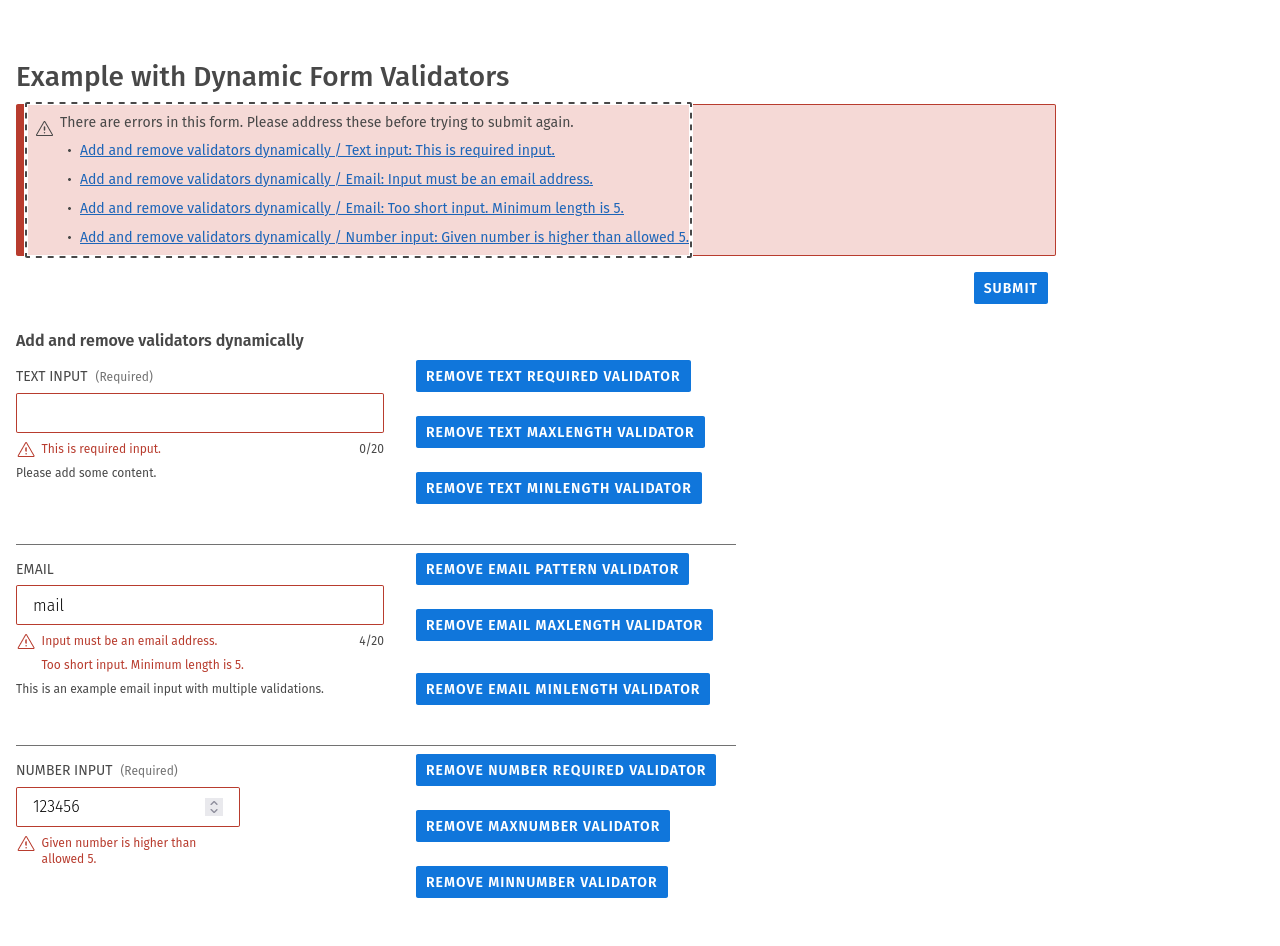 Example with Dynamic Form Validators
There are errors in this form. Please address these before trying to submit again.
• Add and remove validators dynamically / Text input: This is required input.
• Add and remove validators dynamically / Email: Input must be an email address.
• Add and remove validators dynamically / Email: Too short input. Minimum length is 5.
• Add and remove validators dynamically / Number input: Given number is higher than allowed 5.
SUBMIT
Add and remove validators dynamically
TEXT INPUT (Required)
REMOVE TEXT REQUIRED VALIDATOR
REMOVE TEXT MAXLENGTH VALIDATOR
This is required input. 0/20
Please add some content.
REMOVE TEXT MINLENGTH VALIDATOR
EMAIL
REMOVE EMAIL PATTERN VALIDATOR
mail
REMOVE EMAIL MAXLENGTH VALIDATOR
Input must be an email address. 4/20
Too short input. Minimum length is 5.
This is an example email input with multiple validations.
REMOVE EMAIL MINLENGTH VALIDATOR
NUMBER INPUT (Required)
REMOVE NUMBER REQUIRED VALIDATOR
123456
REMOVE MAXNUMBER VALIDATOR
Given number is higher than
allowed 5.
REMOVE MINNUMBER VALIDATOR